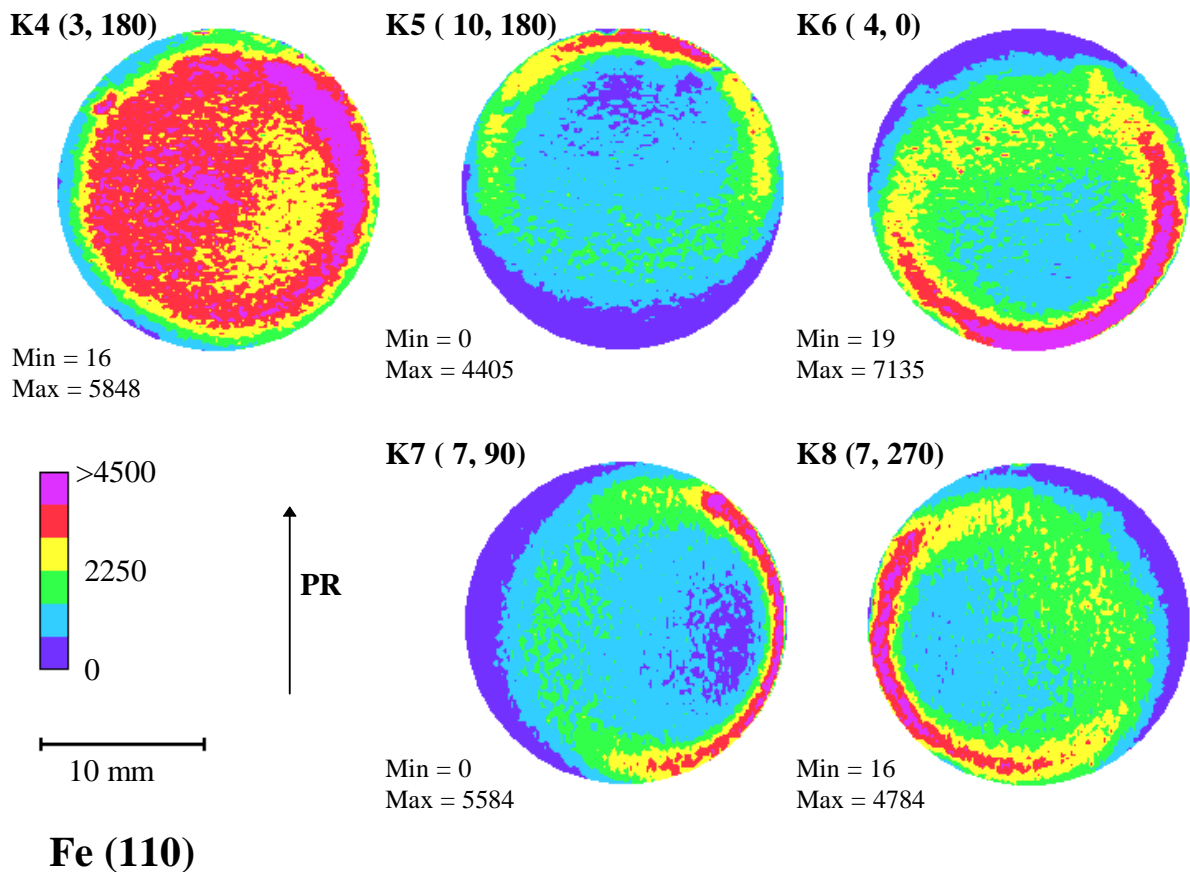 K4 (3, 180)
K5 ( 10, 180)
K6 ( 4, 0)
Min = 16
Max = 5848
Min = 0
Max = 4405
Min = 19
Max = 7135
K7 ( 7, 90)
K8 (7, 270)
>4500
2250
0
PR
10 mm
Min = 0
Max = 5584
Min = 16
Max = 4784
Fe (110)